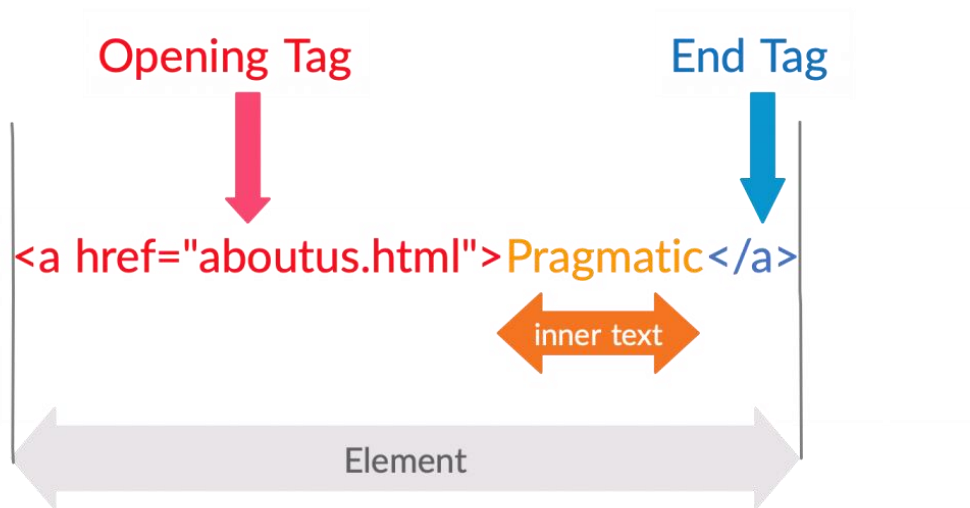 Opening Tag End Tag
<a href="aboutus.html">Pragmatic</a>
inner text
Element